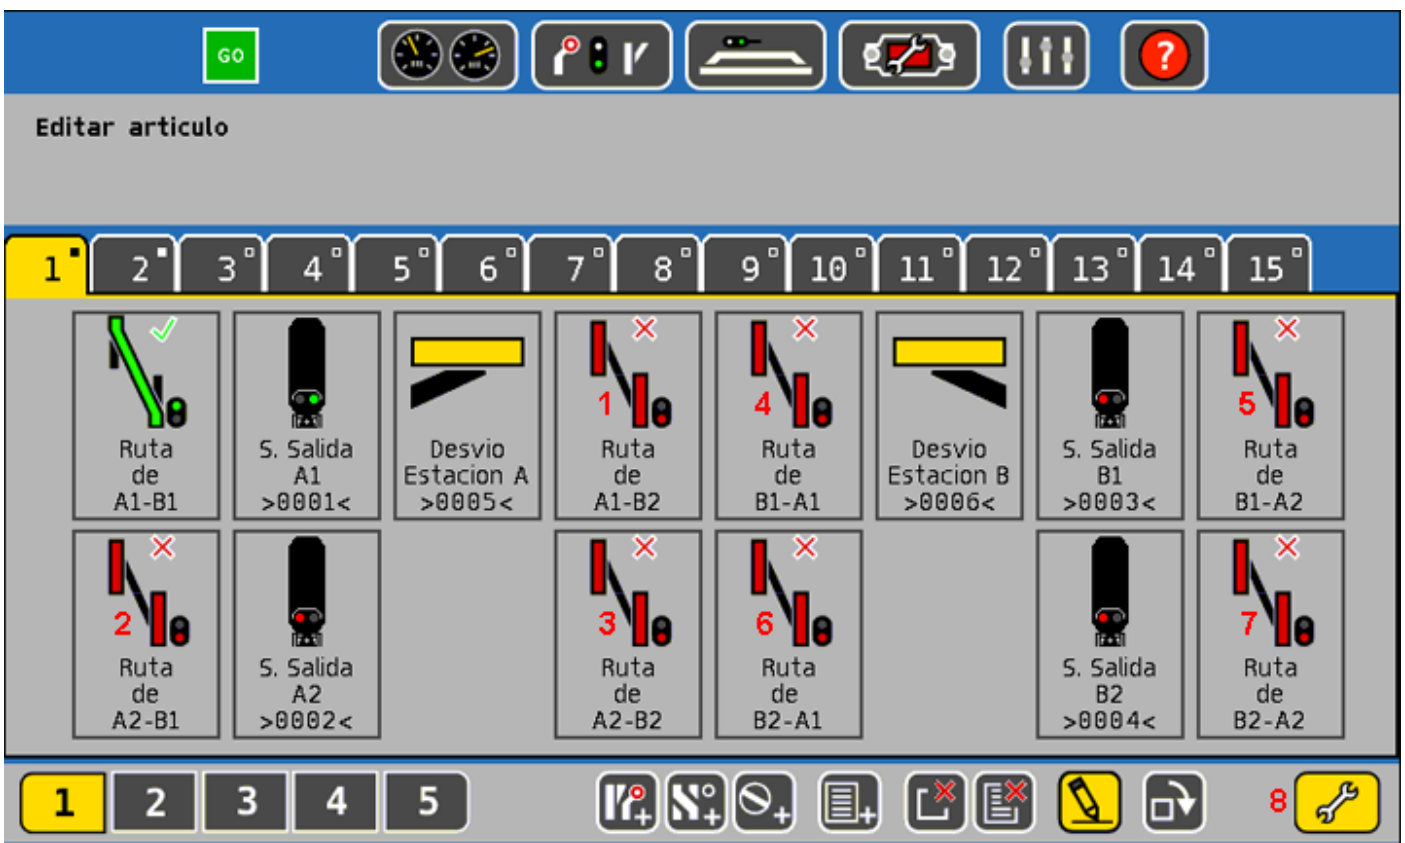 GO
?
Editar articulo
1 2 3 4 5 6 7 8 9 10 11 12 13 14 15
1 4 5
Ruta S. Salida Desvio Ruta Ruta Desvio S. Salida Ruta
de A1 Estacion A de de Estacion B B1 de
A1-B1 >0001< >0005< A1-B2 B1-A1 >0006< >0003< B1-A2
2 3 6 7
Ruta S. Salida Ruta Ruta S. Salida Ruta
de A2 de de B2 de
A2-B1 >0002< A2-B2 B2-A1 >0004< B2-A2
1 2 3 4 5 8